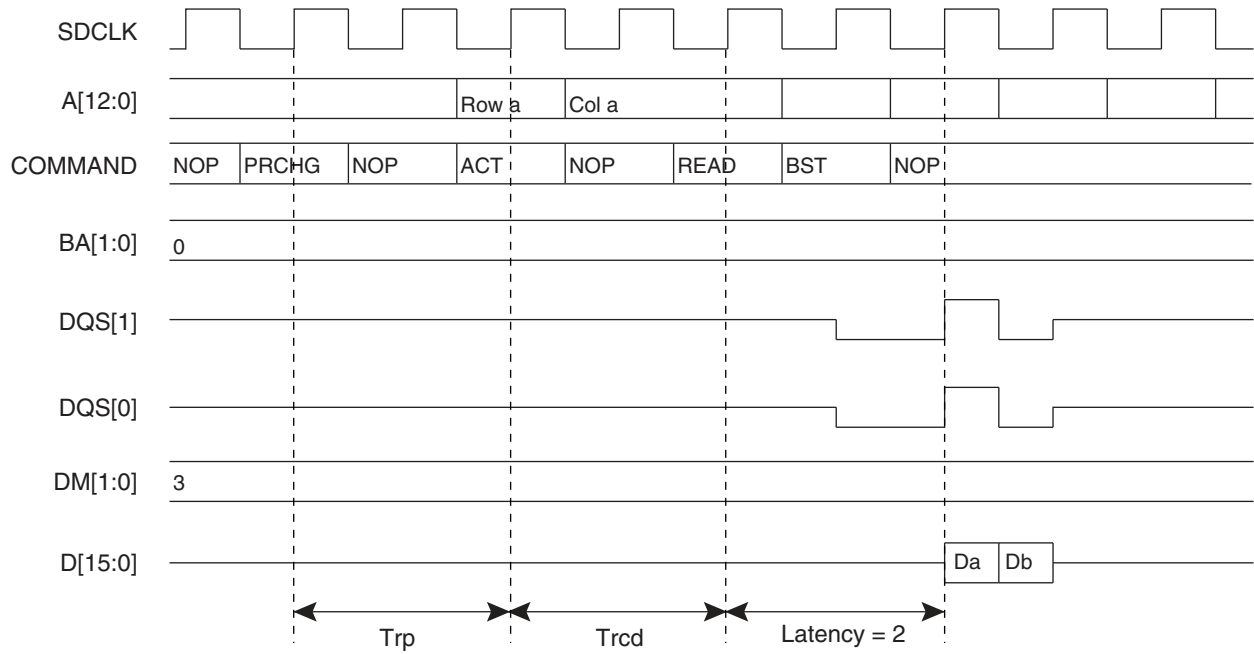 SDCLK
A[12:0] Row a Col a
COMMAND NOP PRCHG NOP ACT NOP READ BST NOP
BA[1:0] 0
DQS[1]
DQS[0]
DM[1:0] 3
D[15:0] Da Db
Trp Trcd Latency = 2